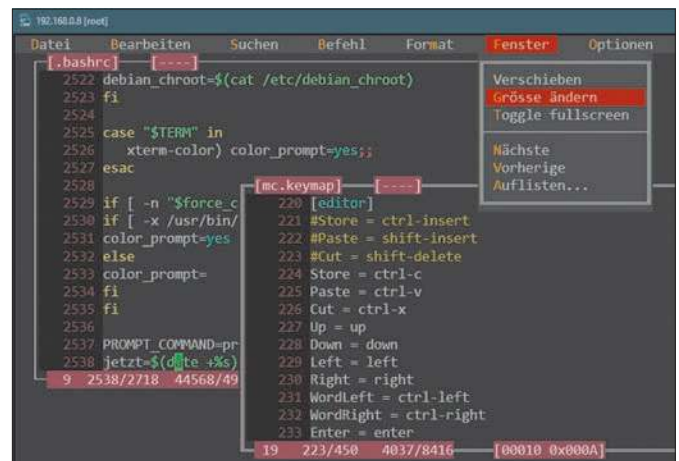 192.168.0.8 [root]
Datei Bearbeiten Suchen Befehl Format Fenster Optionen
[.bashrc] [----]
2522 debian_chroot=$(cat /etc/debian_chroot)
2523 fi
2524
2525 case "$TERM" in
2526 xterm-color) color_prompt=yes;;
2527 esac
2528
2529 if [ -n "$force_c
2530 if [ -x /usr/bin/
2531 color_prompt=yes
2532 else
2533 color_prompt=
2534 fi
2535 fi
2536
2537 PROMPT_COMMAND=pr
2538 jetzt=$(date +%s)
9 2538/2718 44568/49
Verschieben
Grösse ändern
Toggle fullscreen
Nächste
Vorherige
Auflisten...
[mc.keymap] [----]
220 [editor]
221 #Store = ctrl-insert
222 #Paste = shift-insert
223 #Cut = shift-delete
224 Store = ctrl-c
225 Paste = ctrl-v
226 Cut = ctrl-x
227 Up = up
228 Down = down
229 Left = left
230 Right = right
231 WordLeft = ctrl-left
232 WordRight = ctrl-right
233 Enter = enter
19 223/450 4037/8416 [00010 0x000A]